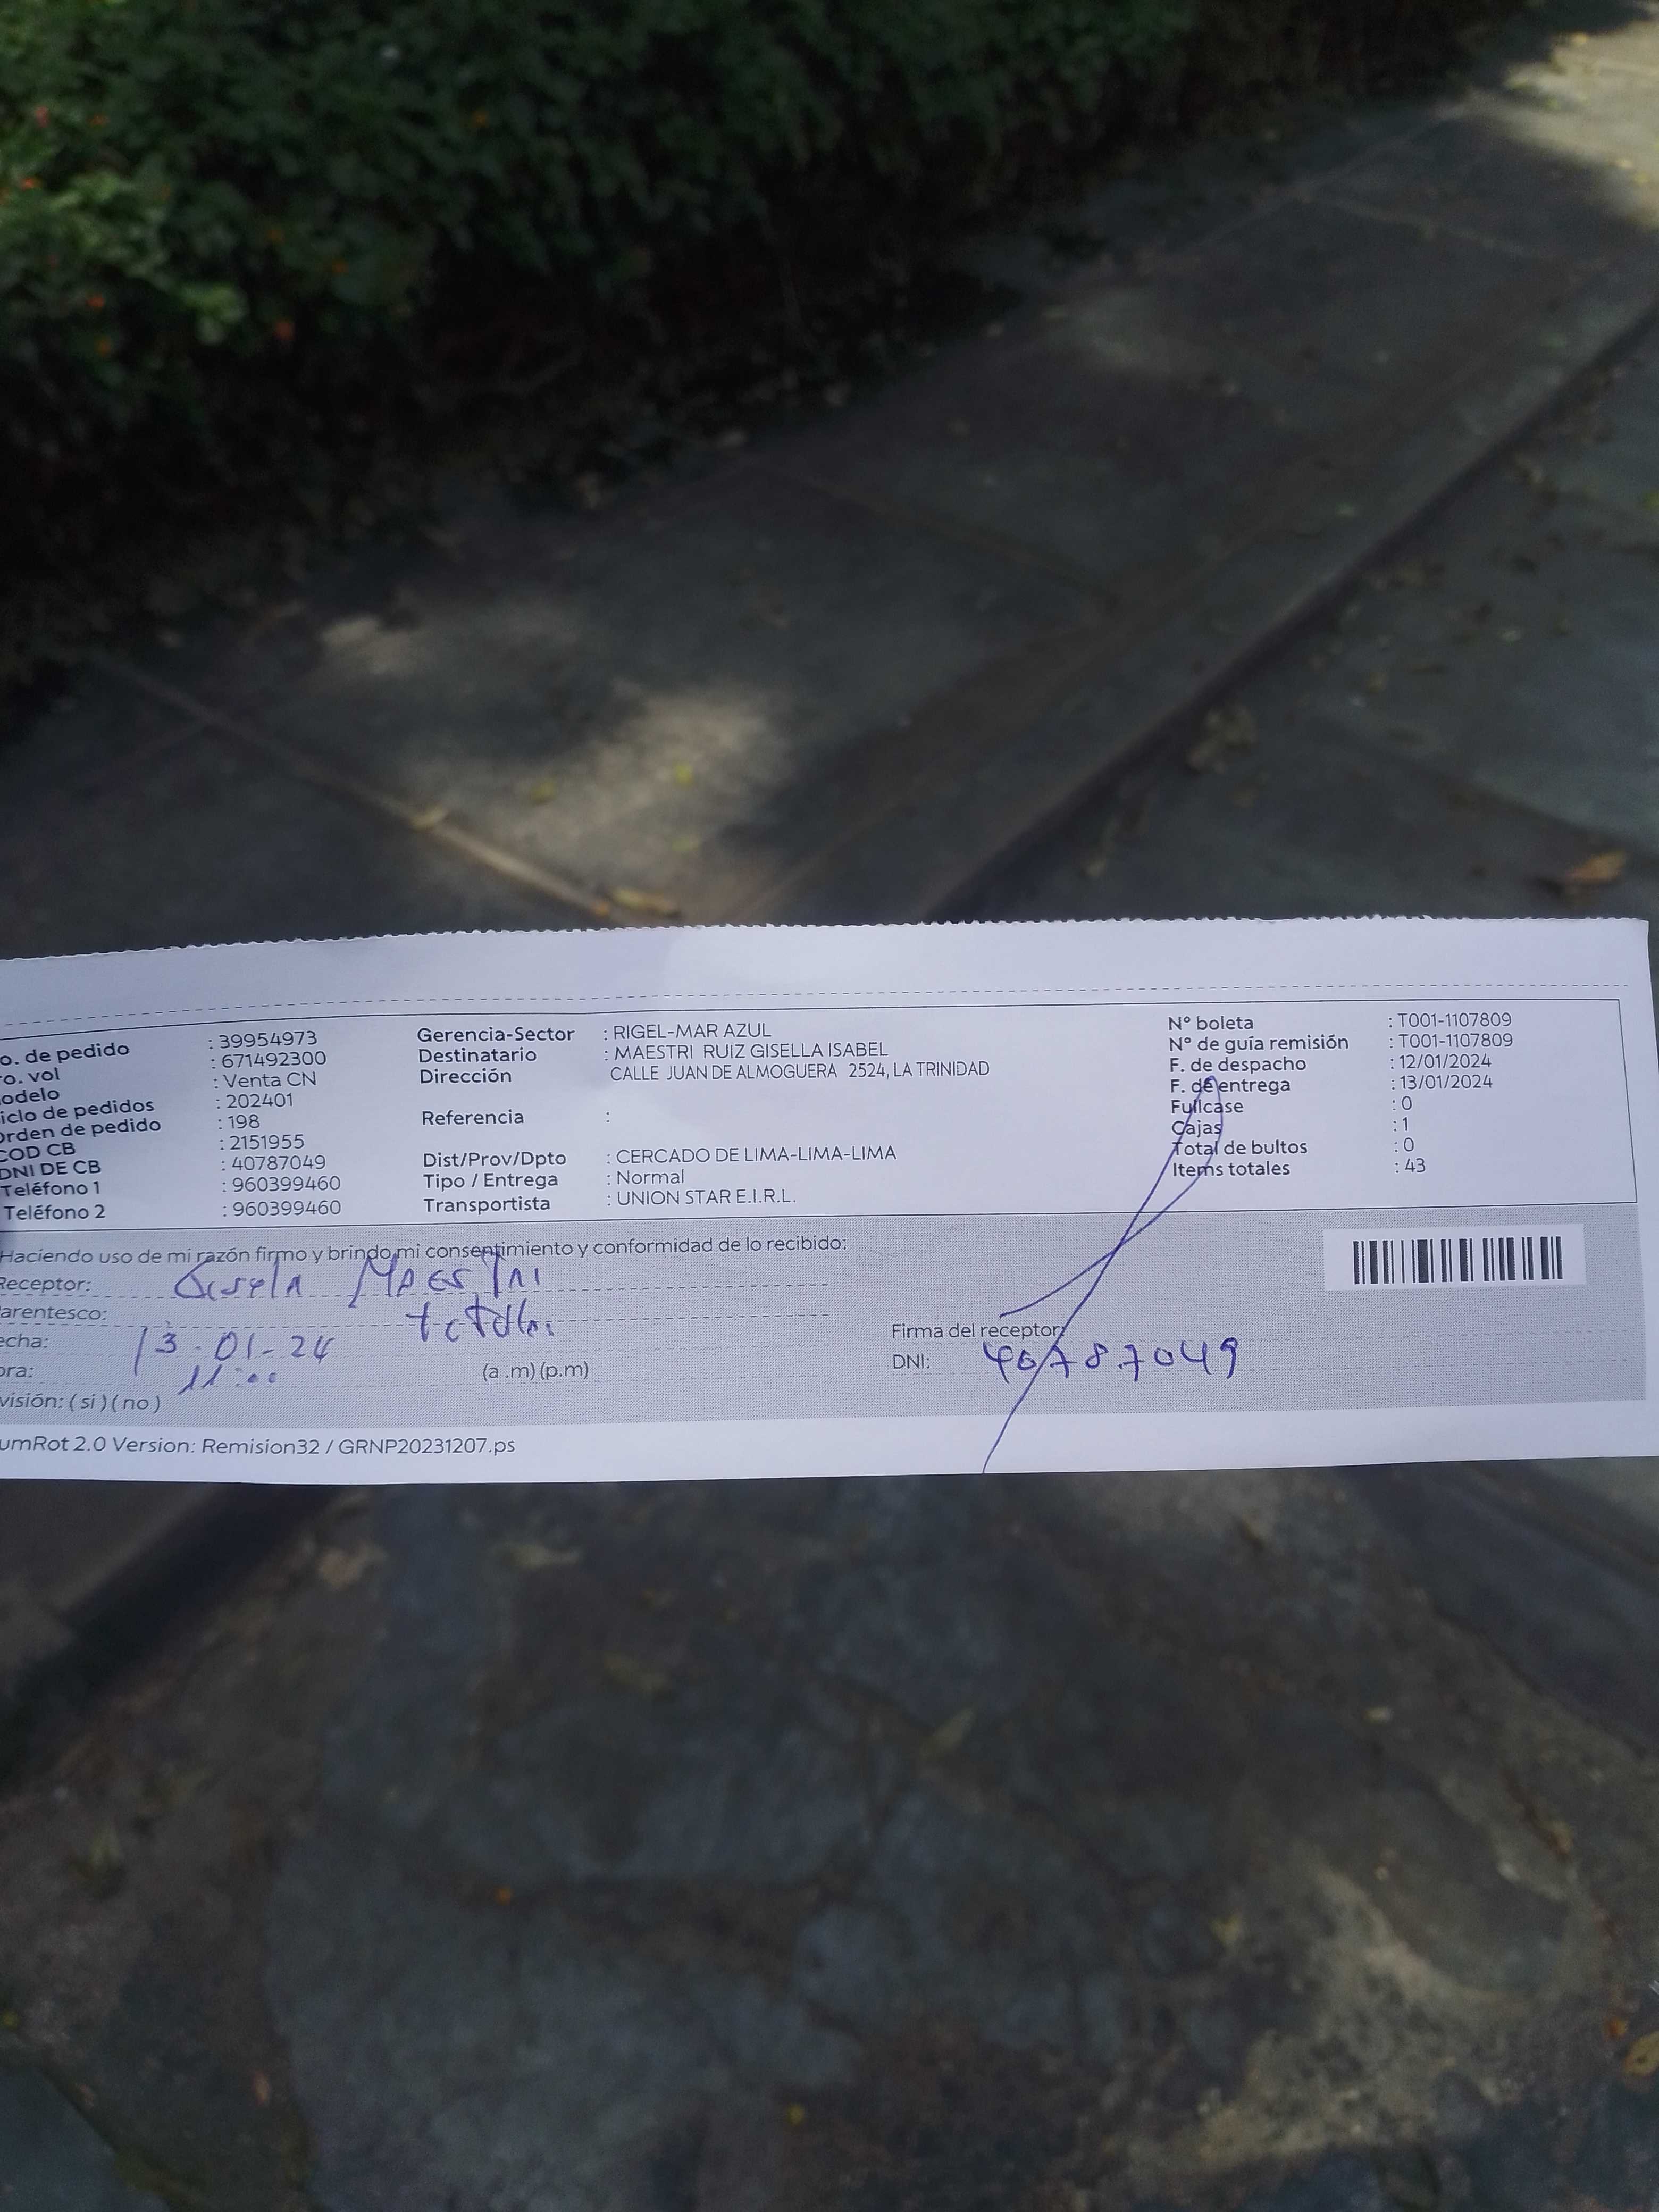 o. de pedido : 39954973
o. vol : 671492300
odelo : Venta CN
iclo de pedidos : 202401
Orden de pedido : 198
COD CB : 2151955
DNI DE CB : 40787049
Teléfono 1 : 960399460
Teléfono 2 : 960399460
Gerencia-Sector : RIGEL-MAR AZUL
Destinatario : MAESTRI RUIZ GISELLA ISABEL
Dirección CALLE JUAN DE ALMOGUERA 2524, LA TRINIDAD
Referencia :
Dist/Prov/Dpto : CERCADO DE LIMA-LIMA-LIMA
Tipo / Entrega : Normal
Transportista : UNION STAR E.I.R.L.
N° boleta : T001-1107809
N° de guía remisión : T001-1107809
F. de despacho : 12/01/2024
F. de entrega : 13/01/2024
Fullcase : 0
Cajas : 1
Total de bultos : 0
Items totales : 43
Haciendo uso de mi razón firmo y brindo mi consentimiento y conformidad de lo recibido:
Receptor: Gisela Maestri
arentesco: titular
echa: 13-01-24
ora: 11:00 (a .m) (p.m)
visión: ( si ) ( no )
Firma del receptor:
DNI: 40787049
umRot 2.0 Version: Remision32 / GRNP20231207.ps